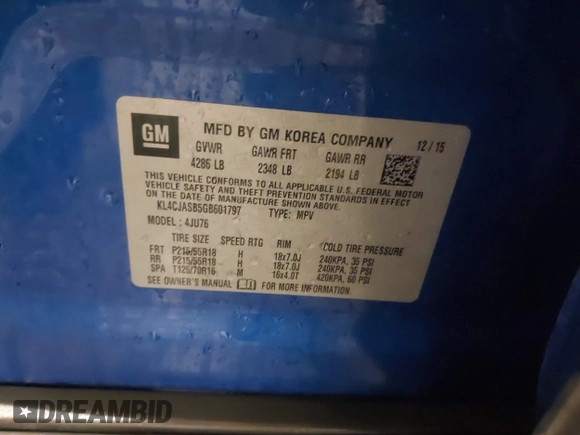 GM
MFD BY GM KOREA COMPANY 12/15
GVWR GAWR FRT GAWR RR
4286 LB 2348 LB 2194 LB
THIS VEHICLE CONFORMS TO ALL APPLICABLE U.S. FEDERAL MOTOR
VEHICLE SAFETY AND THEFT PREVENTION STANDARDS IN EFFECT ON
THE DATE OF MANUFACTURE SHOWN ABOVE.
KL4CJASB5GB601797 TYPE: MPV
MODEL: 4JU76
TIRE SIZE SPEED RTG RIM COLD TIRE PRESSURE
FRT P215/55R18 H 18x7.0J 240KPA, 35 PSI
RR P215/55R18 H 18x7.0J 240KPA, 35 PSI
SPA T125/70R16 M 16x4.0T 420KPA, 60 PSI
SEE OWNER'S MANUAL FOR MORE INFORMATION
DREAMBID